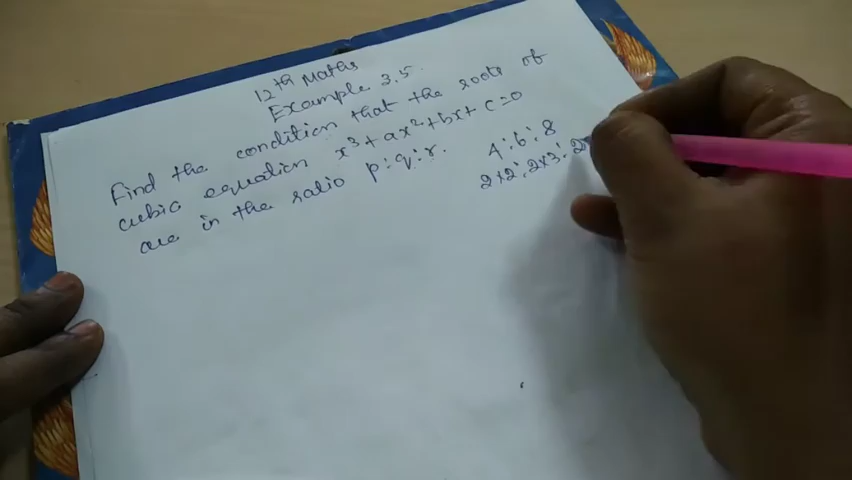 12th Maths
Example 3.5.
Find the condition that the roots of
cubic equation x³+ax²+bx+c=0
are in the ratio p:q:r.
4:6:8
2×2:2×3:2